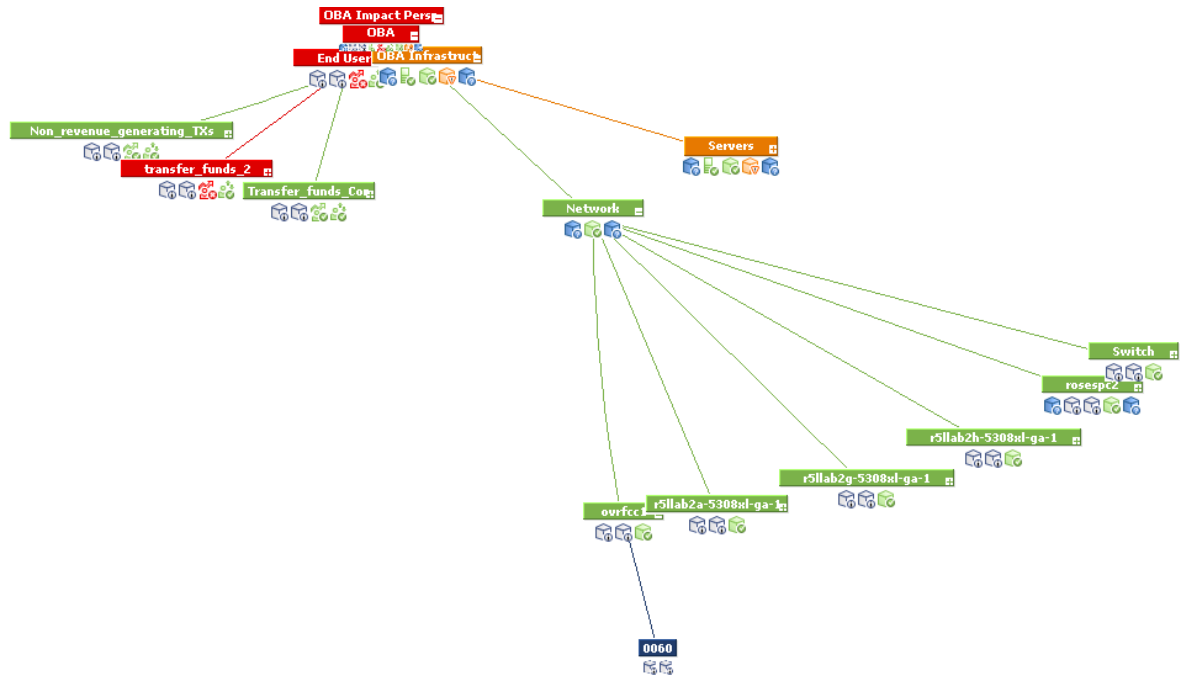 OBA Impact Pers
OBA
End User
OBA Infrastruct
Non_revenue_generating_TXs
Servers
transfer_funds_2
Transfer_funds_Con
Network
Switch
rosespc2
r5llab2h-5308xl-ga-1
r5llab2g-5308xl-ga-1
r5llab2a-5308xl-ga-1
ovrfcc1
0060